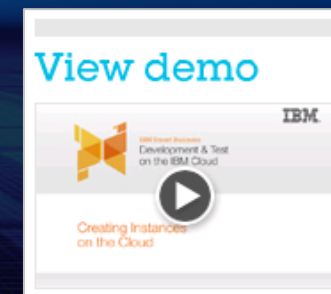 View demo
IBM
IBM Smart Business
Development & Test
on the IBM Cloud
Creating Instances
on the Cloud